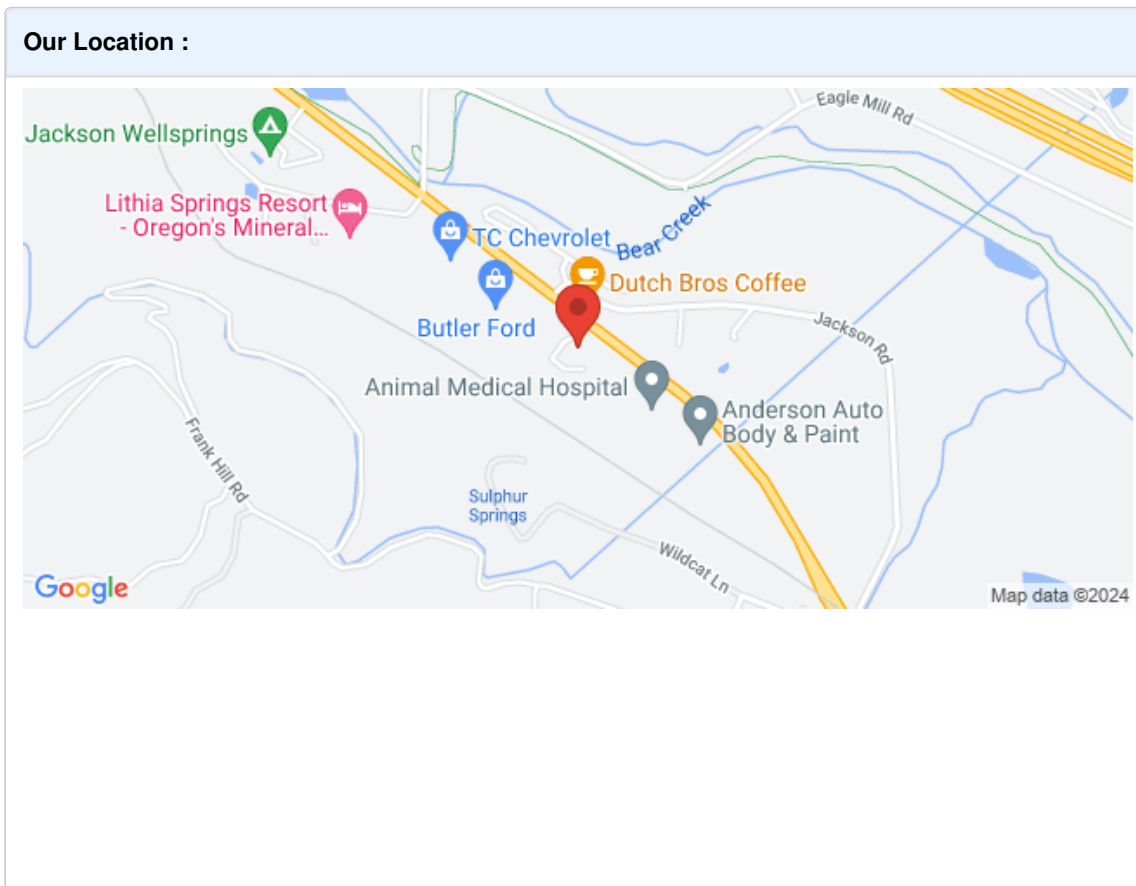 Our Location :
Eagle Mill Rd
Jackson Wellsprings
Lithia Springs Resort
- Oregon's Mineral...
TC Chevrolet
Bear Creek
Dutch Bros Coffee
Butler Ford
Jackson Rd
Animal Medical Hospital
Anderson Auto
Body & Paint
Frank Hill Rd
Sulphur
Springs
Wildcat Ln
Google
Map data ©2024